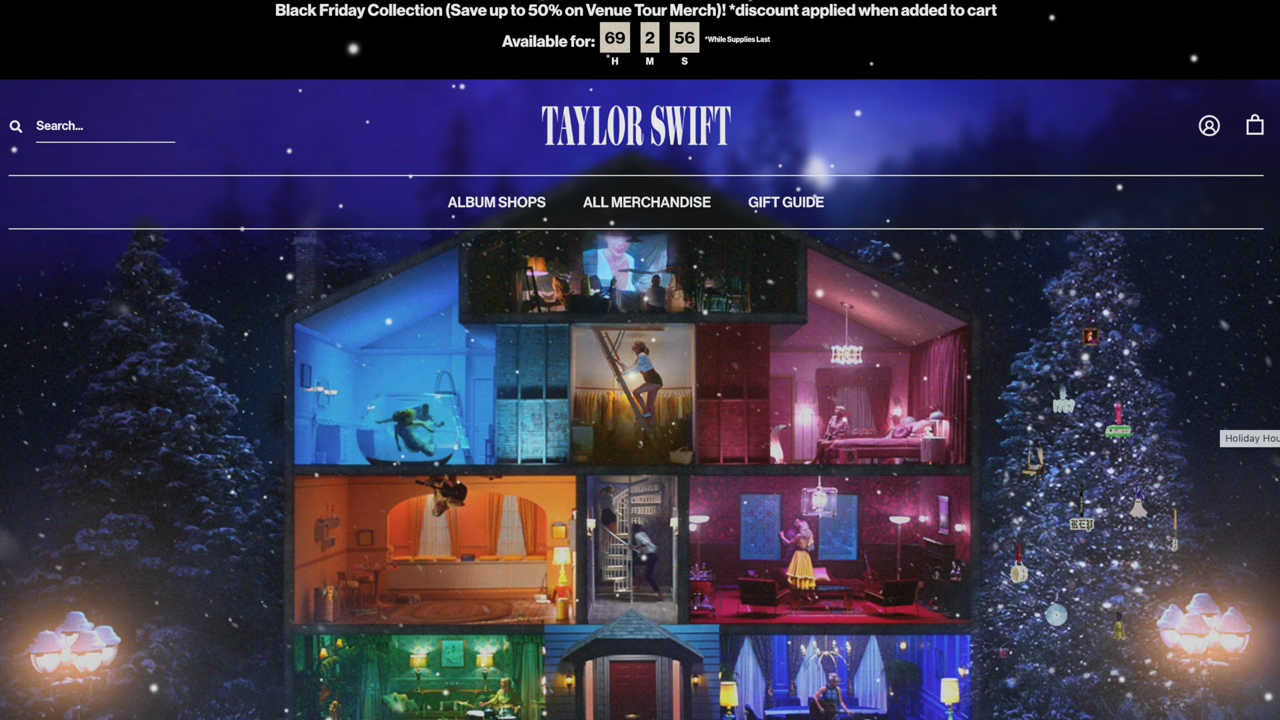 Black Friday Collection (Save up to 50% on Venue Tour Merch)! *discount applied when added to cart
Available for: 69 2 56 *While Supplies Last
H M S
Search...
TAYLOR SWIFT
ALBUM SHOPS ALL MERCHANDISE GIFT GUIDE
Holiday Hou
REP